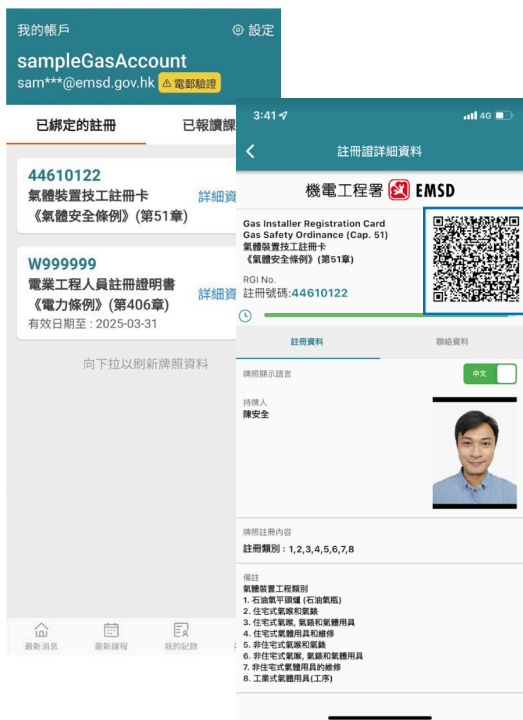 我的帳戶
設定
sampleGasAccount
sam***@emsd.gov.hk
電郵驗證
已綁定的註冊
已報讀課
44610122
氣體裝置技工註冊卡
詳細資
《氣體安全條例》(第51章)
W999999
電業工程人員註冊證明書
詳細資
《電力條例》(第406章)
有效日期至 : 2025-03-31
向下拉以刷新牌照資料
最新消息
最新課程
我的記錄
3:41
4G
註冊證詳細資料
機電工程署
EMSD
Gas Installer Registration Card
Gas Safety Ordinance (Cap. 51)
氣體裝置技工註冊卡
《氣體安全條例》(第51章)
RGI No.
註冊號碼:44610122
註冊資料
聯絡資料
牌照顯示語言
中文
持牌人
陳安全
牌照註冊內容
註冊類別 : 1,2,3,4,5,6,7,8
備註
氣體裝置工程類別
1. 石油氣平頭爐 (石油氣瓶)
2. 住宅式氣喉和氣錶
3. 住宅式氣喉, 氣錶和氣體用具
4. 住宅式氣體用具和維修
5. 非住宅式氣喉和氣錶
6. 非住宅式氣喉, 氣錶和氣體用具
7. 非住宅式氣體用具的維修
8. 工業式氣體用具(工序)